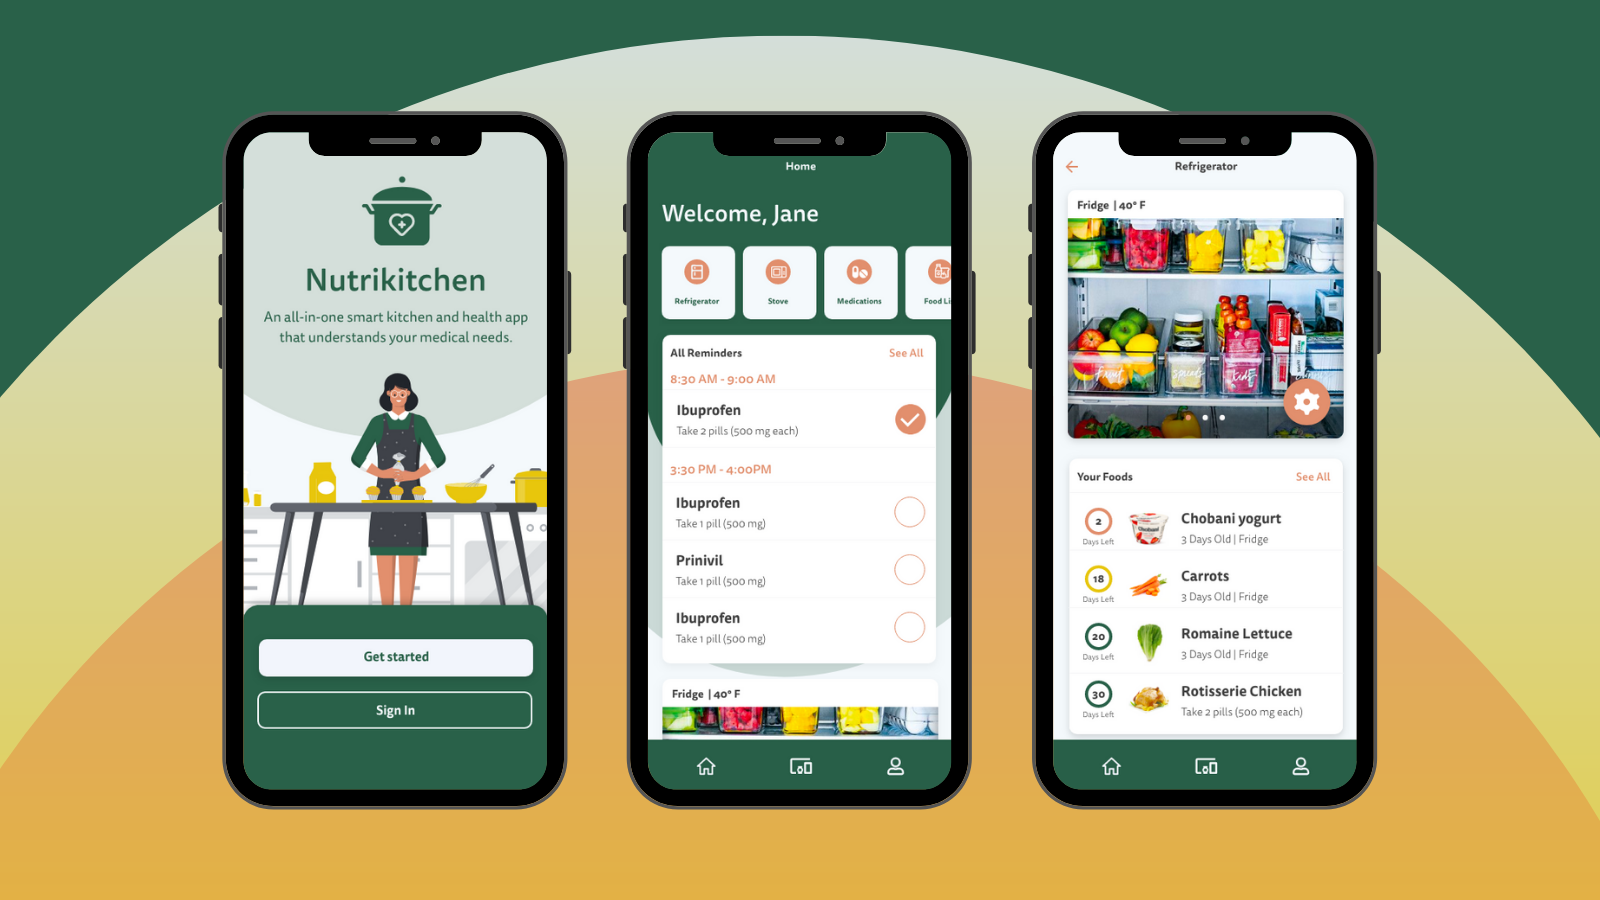 Nutrikitchen
An all-in-one smart kitchen and health app
that understands your medical needs.
Get started
Sign In
Home
Welcome, Jane
Refrigerator
Stove
Medications
Food Li
All Reminders
See All
8:30 AM - 9:00 AM
Ibuprofen
Take 2 pills (500 mg each)
3:30 PM - 4:00PM
Ibuprofen
Take 1 pill (500 mg)
Prinivil
Take 1 pill (500 mg)
Ibuprofen
Take 1 pill (500 mg)
Fridge | 40° F
Refrigerator
Fridge | 40° F
fruit
kids
Your Foods
See All
2
Days Left
Chobani
Chobani yogurt
3 Days Old | Fridge
18
Days Left
Carrots
3 Days Old | Fridge
20
Days Left
Romaine Lettuce
3 Days Old | Fridge
30
Days Left
Rotisserie Chicken
Take 2 pills (500 mg each)